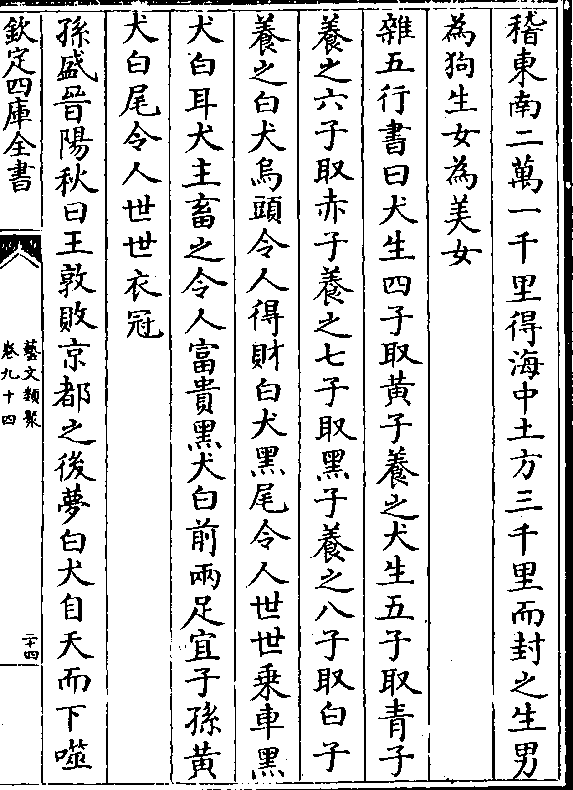 稽東南二萬一千里得海中土方三千里而封之生男
為狗生女為美女
雜五行書曰犬生四子取黃子養之犬生五子取青子
養之六子取赤子養之七子取黑子養之八子取白子
養之白犬烏頭令人得財白犬黑尾令人世世乗車黑
犬白耳犬主畜之令人富貴黑犬白前兩足宜子孫黃
犬白尾令人世世衣冠
孫盛晉陽秋曰王敦敗京都之後夢白犬自天而下噬
欽定四庫全書
藝文類聚
卷九十四
二十四